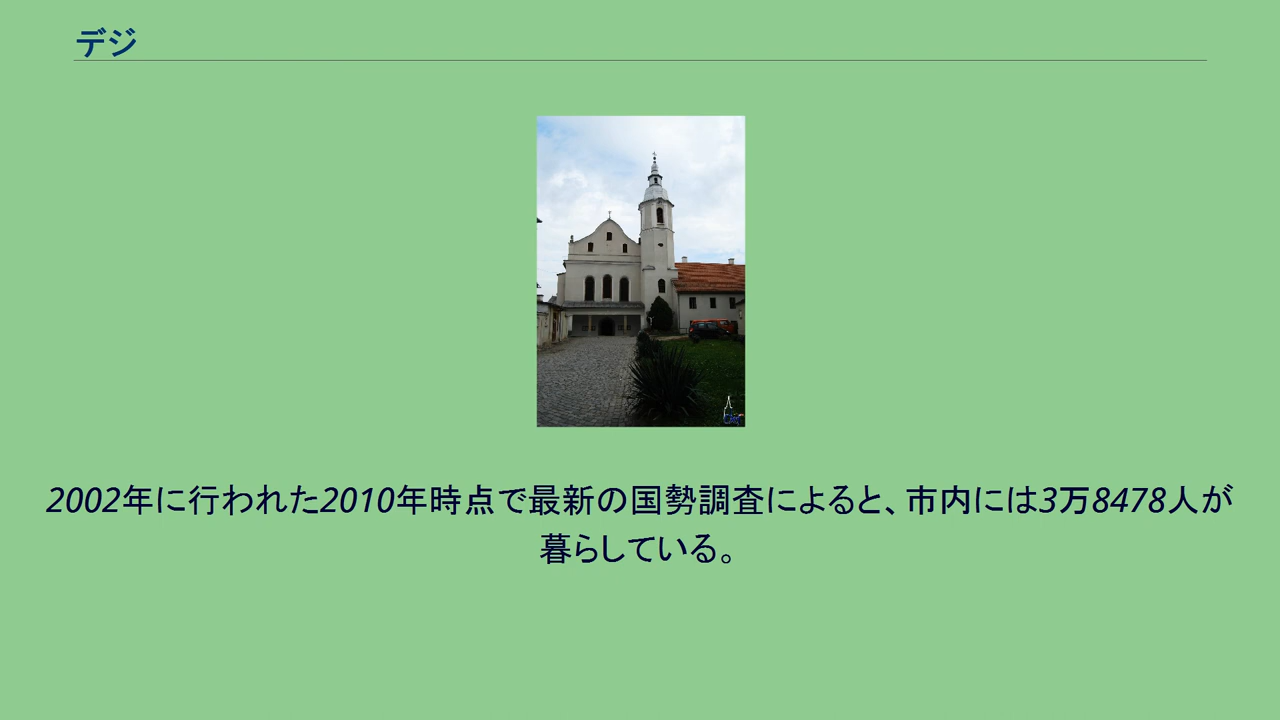 デジ
2002年に行われた2010年時点で最新の国勢調査によると、市内には3万8478人が
暮らしている。